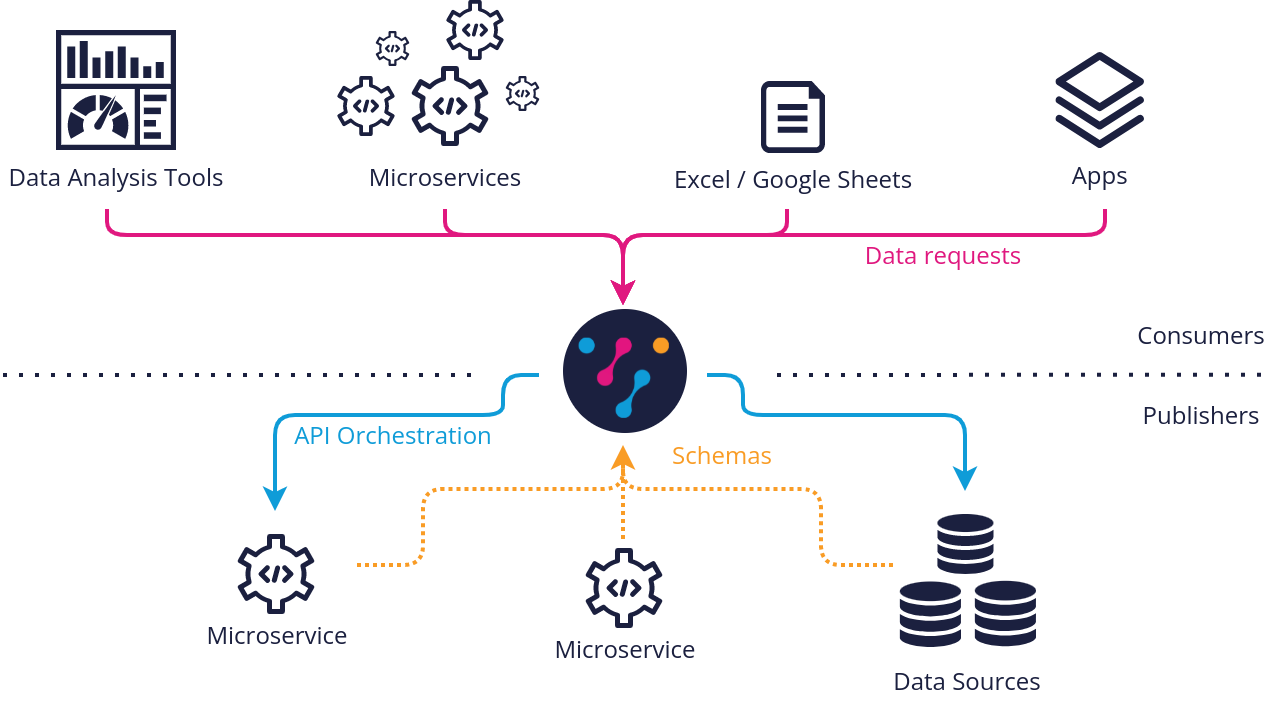 Data Analysis Tools
Microservices
Excel / Google Sheets
Apps
Data requests
Consumers
Publishers
API Orchestration
Schemas
Microservice
Microservice
Data Sources